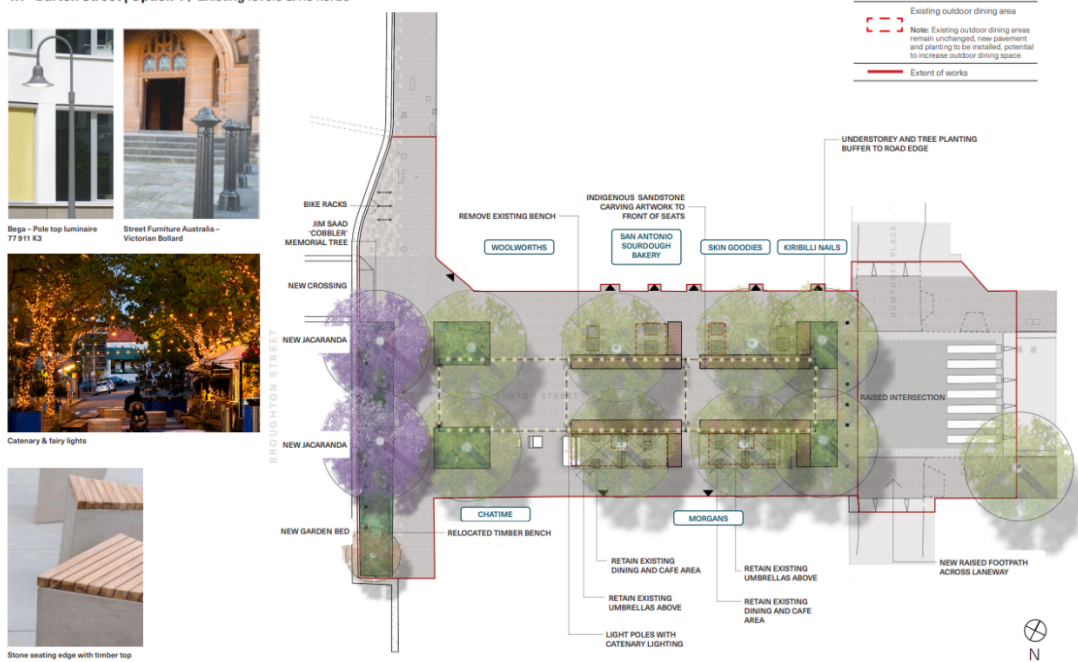 Existing outdoor dining area
Note: Existing outdoor dining areas
remain unchanged, new pavement
and planting to be installed, potential
to increase outdoor dining space
Extent of works
Bega – Pole top luminaire
77 911 K3
Street Furniture Australia –
Victorian Bollard
Catenary & fairy lights
Stone seating edge with timber top
UNDERSTOREY AND TREE PLANTING
BUFFER TO ROAD EDGE
INDIGENOUS SANDSTONE
CARVING ARTWORK TO
FRONT OF SEATS
REMOVE EXISTING BENCH
BIKE RACKS
JIM SAAD
'COBBLER'
MEMORIAL TREE
WOOLWORTHS
SAN ANTONIO
SOURDOUGH
BAKERY
SKIN GOODIES
KIRIBILLI NAILS
NEW CROSSING
HUMPHREY PLACE
NEW JACARANDA
BROUGHTON STREET
BURTON STREET
RAISED INTERSECTION
NEW JACARANDA
CHATIME
MORGANS
NEW GARDEN BED
RELOCATED TIMBER BENCH
RETAIN EXISTING
DINING AND CAFE AREA
RETAIN EXISTING
UMBRELLAS ABOVE
NEW RAISED FOOTPATH
ACROSS LANEWAY
RETAIN EXISTING
UMBRELLAS ABOVE
RETAIN EXISTING
DINING AND CAFE
AREA
LIGHT POLES WITH
CATENARY LIGHTING
N